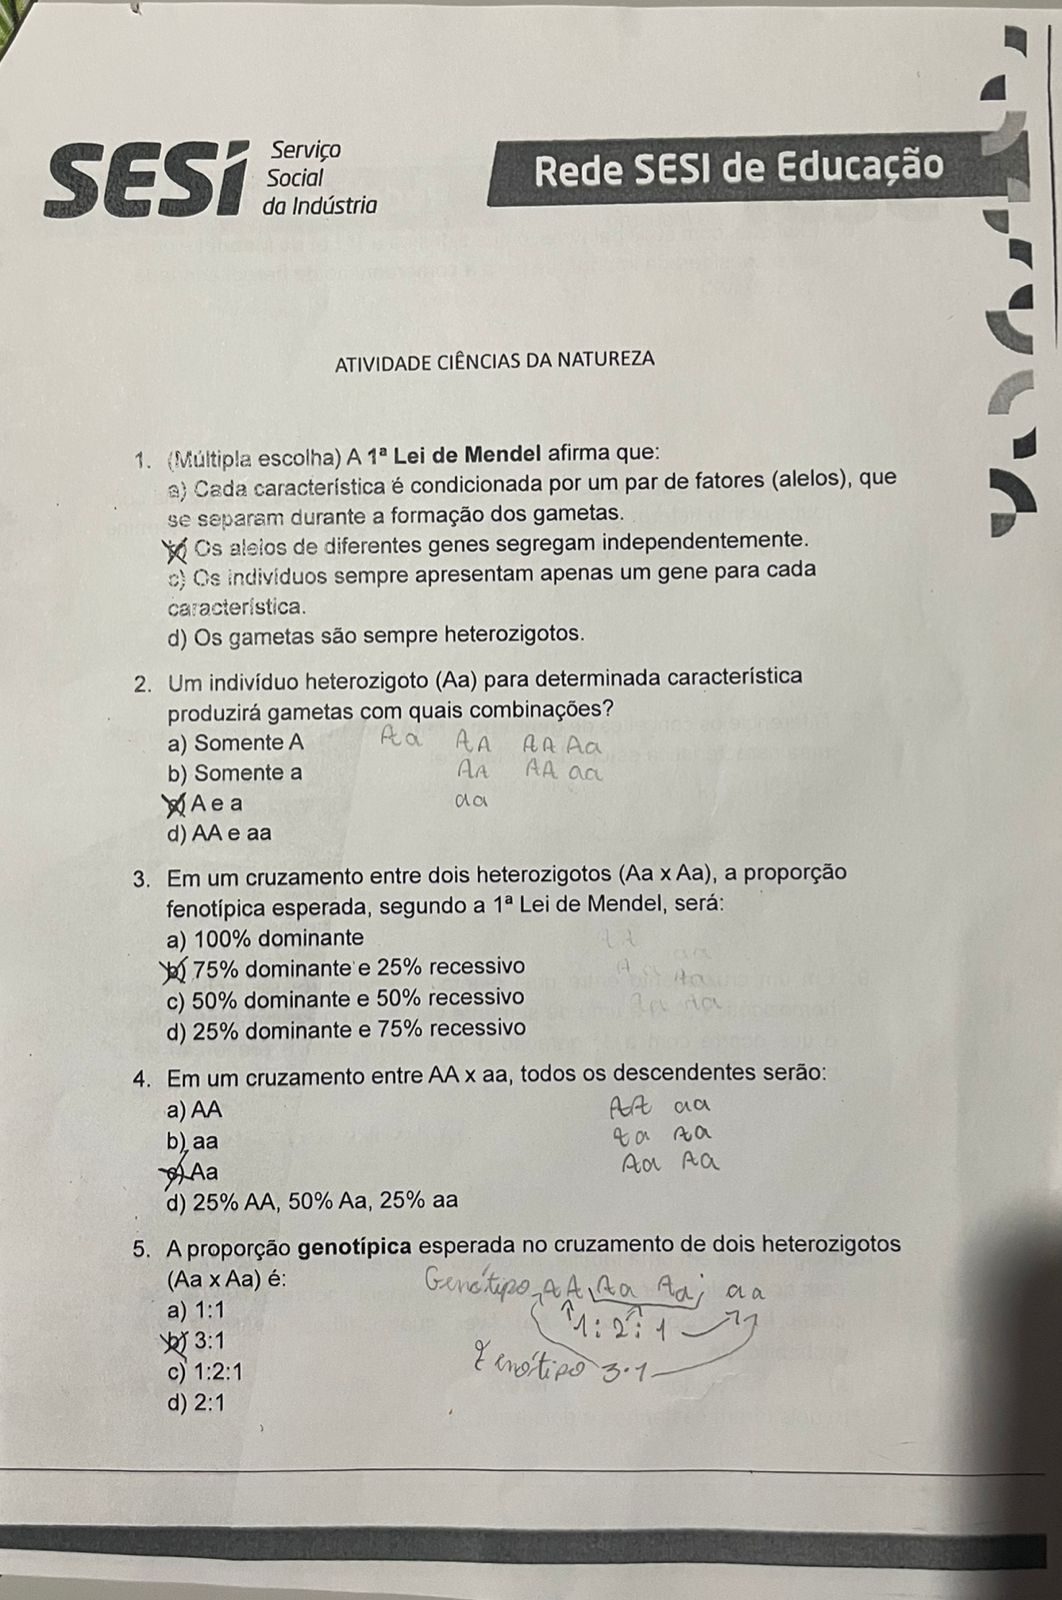 SESI
Serviço
Social
da Indústria
Rede SESI de Educação
ATIVIDADE CIÊNCIAS DA NATUREZA
1. (Múltipla escolha) A 1ª Lei de Mendel afirma que:
a) Cada característica é condicionada por um par de fatores (alelos), que
se separam durante a formação dos gametas.
b) Os alelos de diferentes genes segregam independentemente.
c) Os indivíduos sempre apresentam apenas um gene para cada
característica.
d) Os gametas são sempre heterozigotos.
2. Um indivíduo heterozigoto (Aa) para determinada característica
produzirá gametas com quais combinações?
a) Somente A Aa AA AA Aa
b) Somente a AA AA aa
c) A e a aa
d) AA e aa
3. Em um cruzamento entre dois heterozigotos (Aa x Aa), a proporção
fenotípica esperada, segundo a 1ª Lei de Mendel, será:
a) 100% dominante
b) 75% dominante e 25% recessivo
c) 50% dominante e 50% recessivo
d) 25% dominante e 75% recessivo
4. Em um cruzamento entre AA x aa, todos os descendentes serão:
a) AA AA aa
b) aa Aa
c) Aa Aa Aa
d) 25% AA, 50% Aa, 25% aa
5. A proporção genotípica esperada no cruzamento de dois heterozigotos
(Aa x Aa) é: Genótipo AA, Aa Aa; aa
a) 1:1 1:2:1
b) 3:1 Fenótipo 3.1
c) 1:2:1
d) 2:1